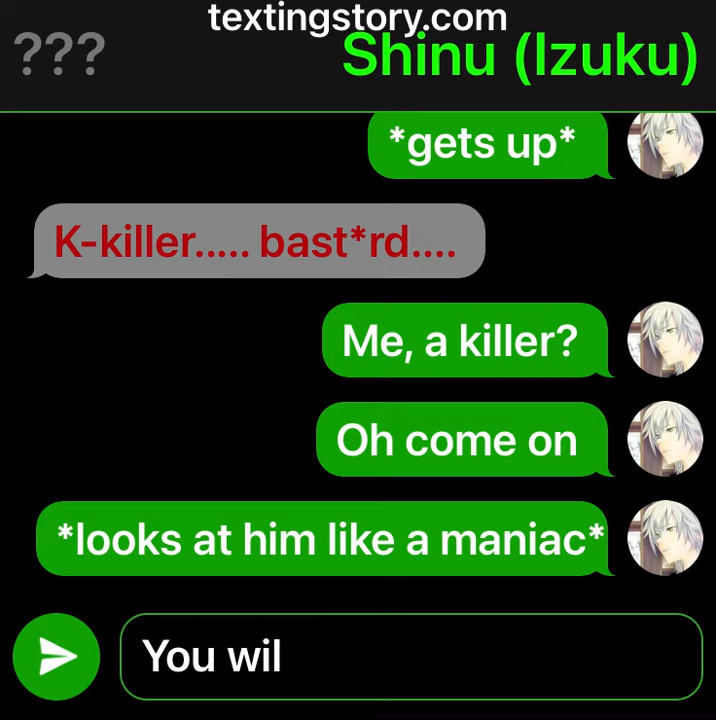 textingstory.com
??? Shinu (Izuku)
*gets up*
K-killer..... bast*rd....
Me, a killer?
Oh come on
*looks at him like a maniac*
You wil